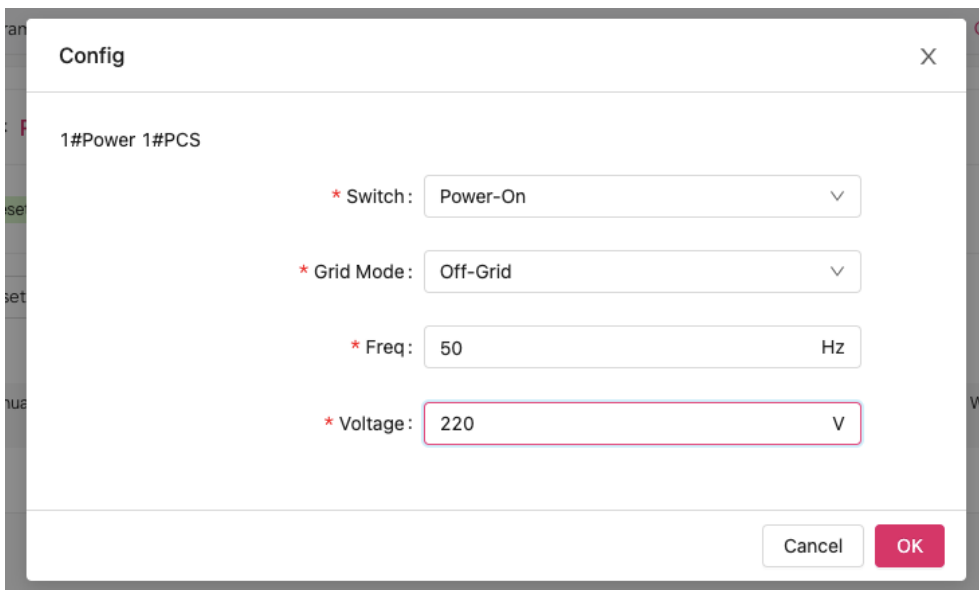 Config
X
1#Power 1#PCS
* Switch: Power-On
* Grid Mode: Off-Grid
* Freq: 50 Hz
* Voltage: 220 V
Cancel OK